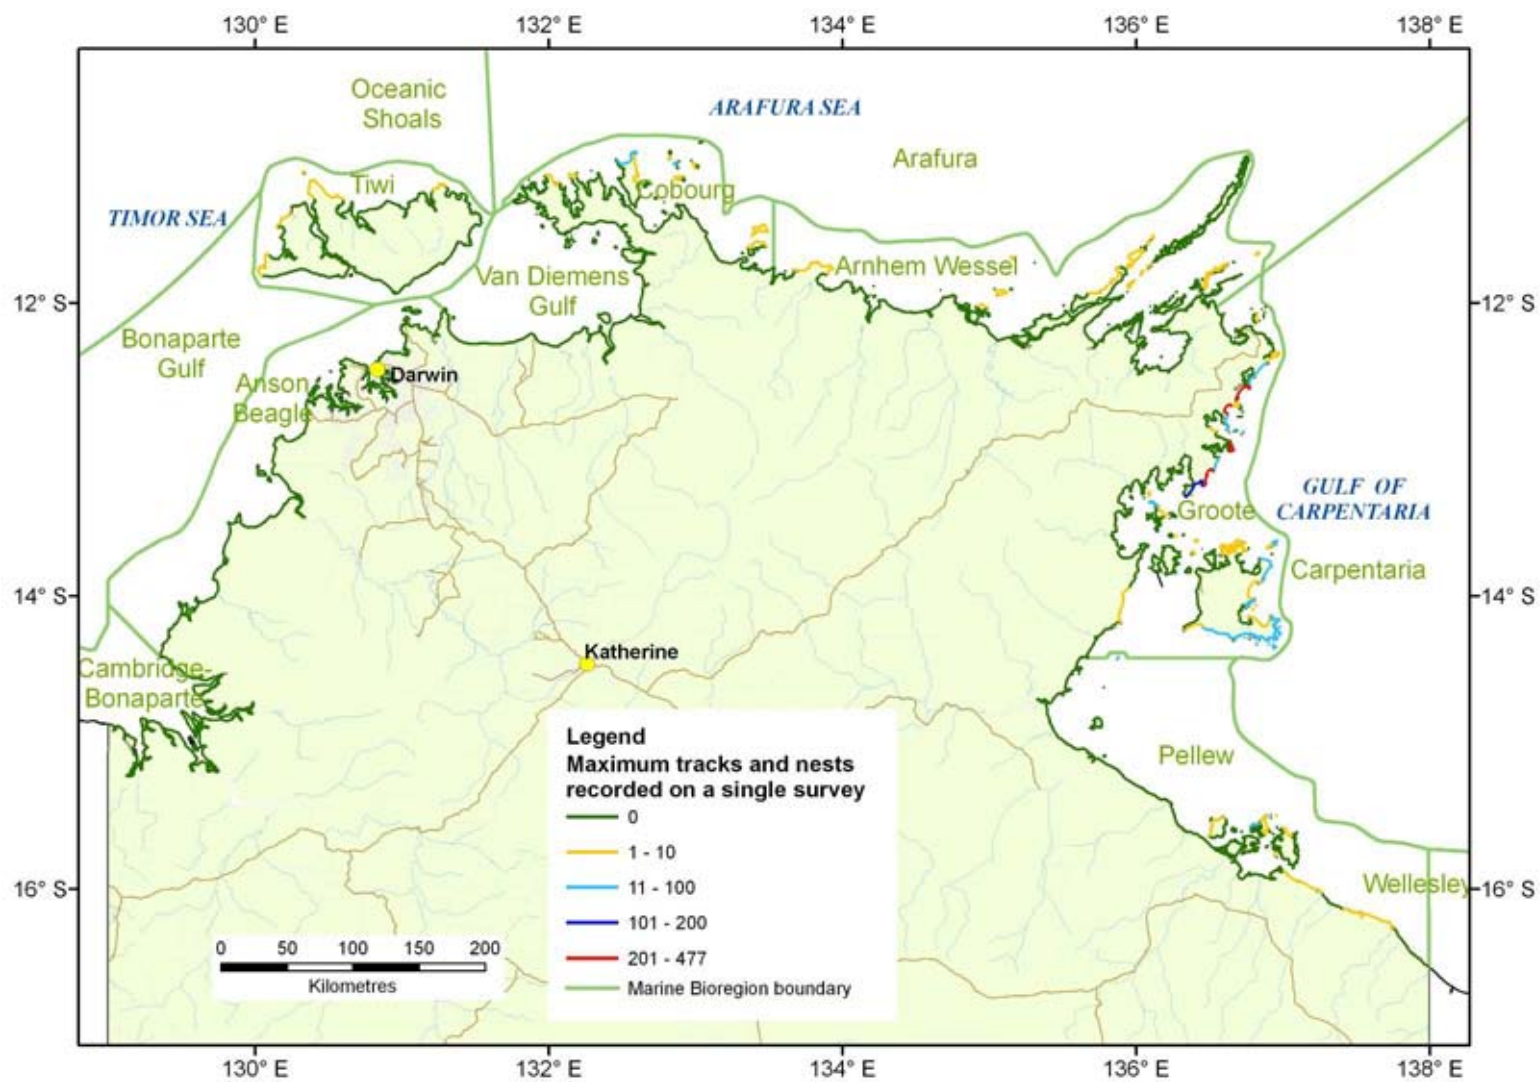 130° E
132° E
134° E
136° E
138° E
Oceanic
Shoals
ARAFURA SEA
Arafura
Tiwi
Cobourg
TIMOR SEA
Van Diemens
Gulf
Arnhem Wessel
12° S
12° S
Bonaparte
Gulf
Anson
Beagle
Darwin
GULF OF
CARPENTARIA
Groote
Carpentaria
14° S
14° S
Katherine
Cambridge-
Bonaparte
Pellew
Legend
Maximum tracks and nests
recorded on a single survey
0
1 - 10
11 - 100
101 - 200
201 - 477
Marine Bioregion boundary
16° S
16° S
Wellesley
0 50 100 150 200
Kilometres
130° E
132° E
134° E
136° E
138° E